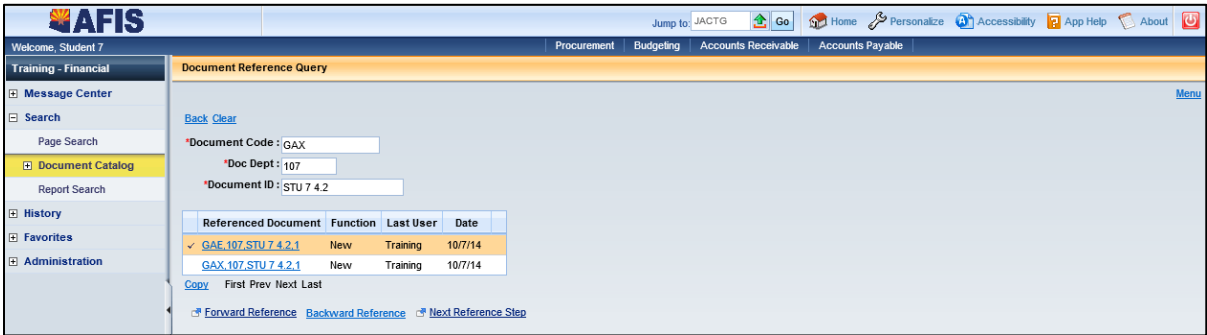 AFIS
Jump to: JACTG Go Home Personalize Accessibility App Help About
Welcome, Student 7 Procurement Budgeting Accounts Receivable Accounts Payable
Training - Financial Document Reference Query
Message Center
Menu
Search
Back Clear
Page Search
*Document Code : GAX
Document Catalog
*Doc Dept : 107
Report Search
*Document ID : STU 7 4.2
History
Referenced Document Function Last User Date
Favorites
GAE,107,STU 7 4.2,1 New Training 10/7/14
Administration
GAX,107,STU 7 4.2,1 New Training 10/7/14
Copy First Prev Next Last
Forward Reference Backward Reference Next Reference Step